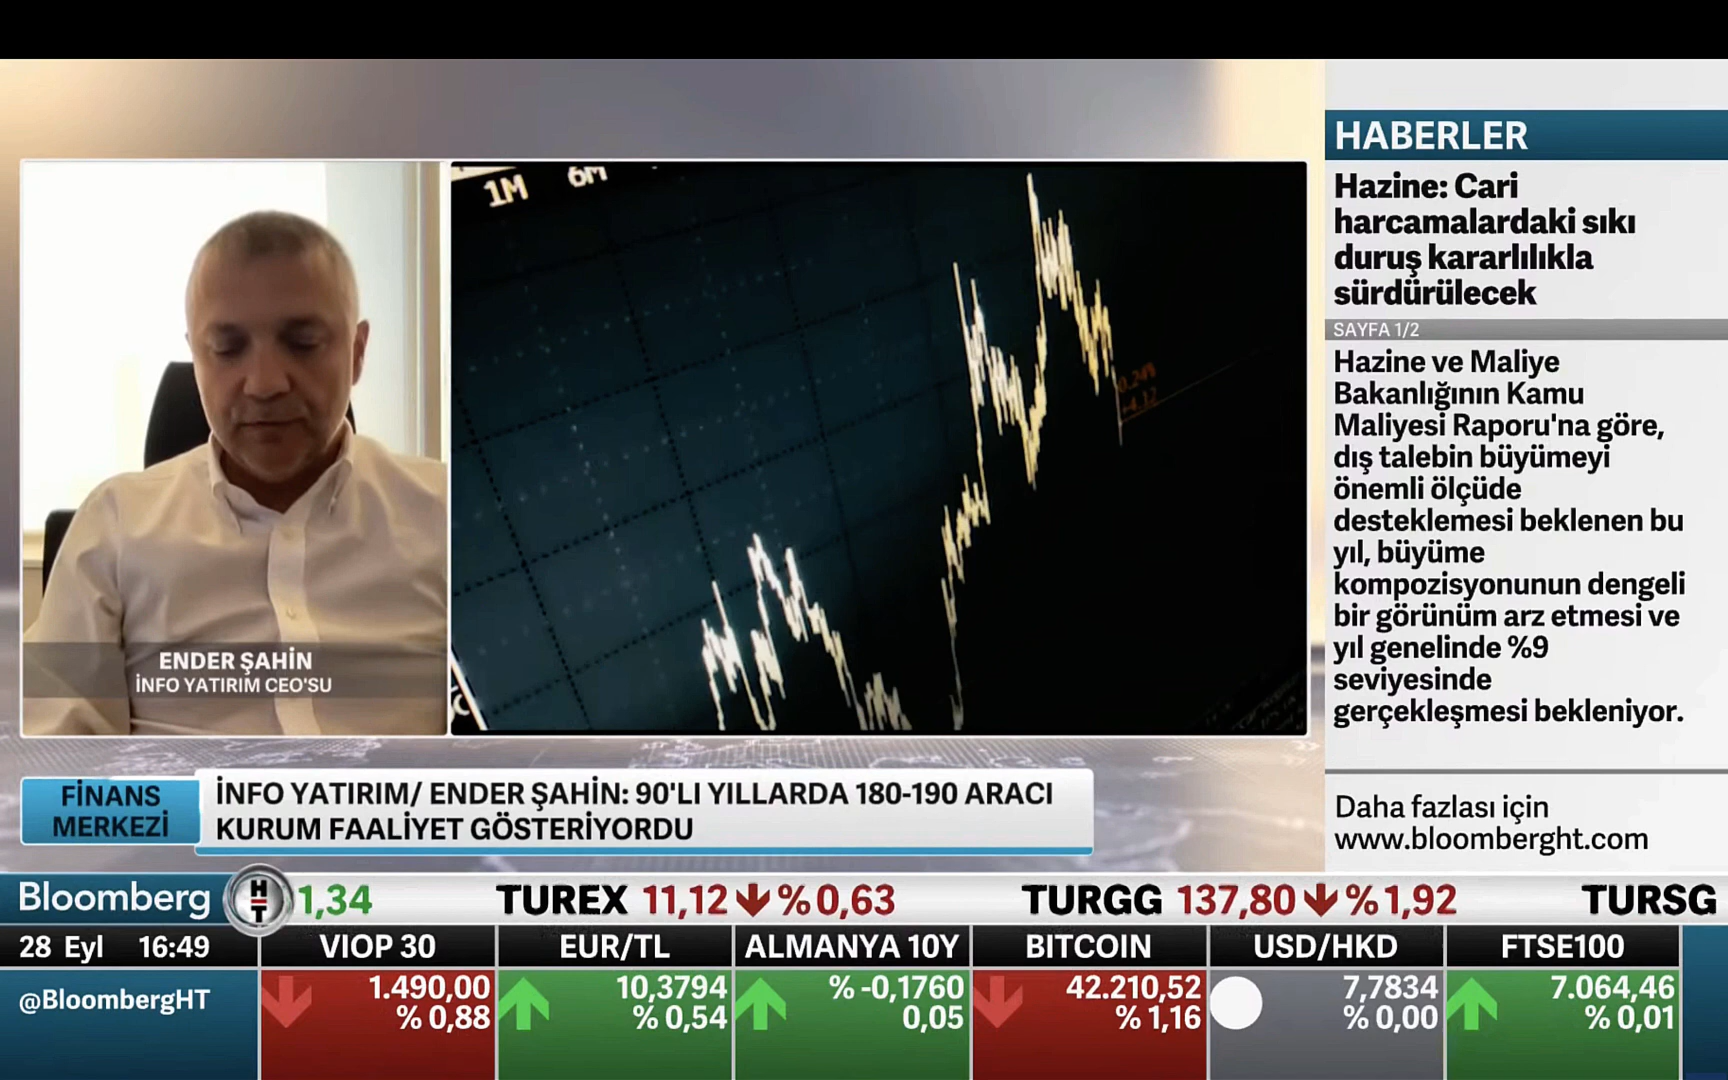 1M 6M
HABERLER
Hazine: Cari
harcamalardaki sıkı
duruş kararlılıkla
sürdürülecek
SAYFA 1/2
Hazine ve Maliye
Bakanlığının Kamu
Maliyesi Raporu'na göre,
dış talebin büyümeyi
önemli ölçüde
desteklemesi beklenen bu
yıl, büyüme
kompozisyonunun dengeli
bir görünüm arz etmesi ve
yıl genelinde %9
seviyesinde
gerçekleşmesi bekleniyor.
Daha fazlası için
www.bloomberght.com
ENDER ŞAHİN
İNFO YATIRIM CEO'SU
FİNANS
MERKEZİ
İNFO YATIRIM/ ENDER ŞAHİN: 90'LI YILLARDA 180-190 ARACI
KURUM FAALİYET GÖSTERİYORDU
Bloomberg HT 1,34 TUREX 11,12 %0,63 TURGG 137,80 %1,92 TURSG
28 Eyl 16:49 VIOP 30 EUR/TL ALMANYA 10Y BITCOIN USD/HKD FTSE100
@BloombergHT 1.490,00 10,3794 % -0,1760 42.210,52 7,7834 7.064,46
% 0,88 % 0,54 0,05 % 1,16 % 0,00 % 0,01